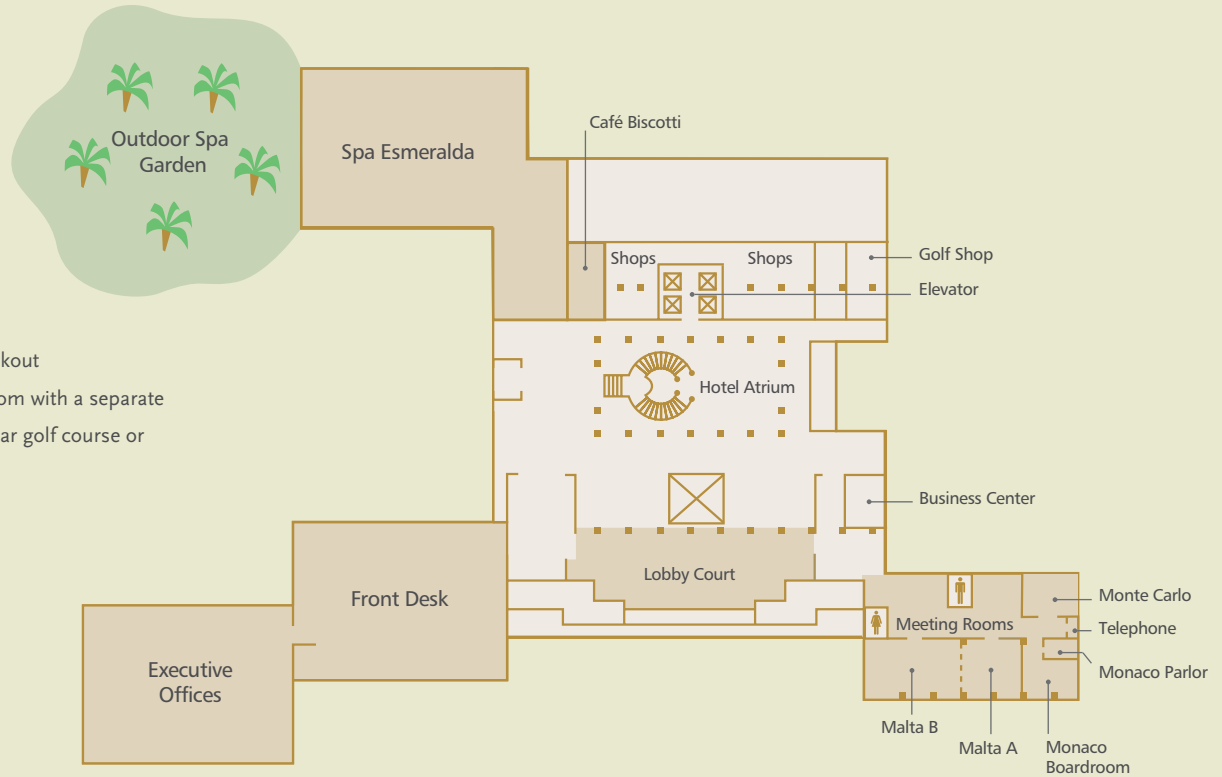 Outdoor Spa
Garden
Spa Esmeralda
Café Biscotti
Shops
Shops
Golf Shop
Elevator
Hotel Atrium
kout
om with a separate
ar golf course or
Business Center
Lobby Court
Front Desk
Executive
Offices
Meeting Rooms
Monte Carlo
Telephone
Monaco Parlor
Malta B
Malta A
Monaco
Boardroom